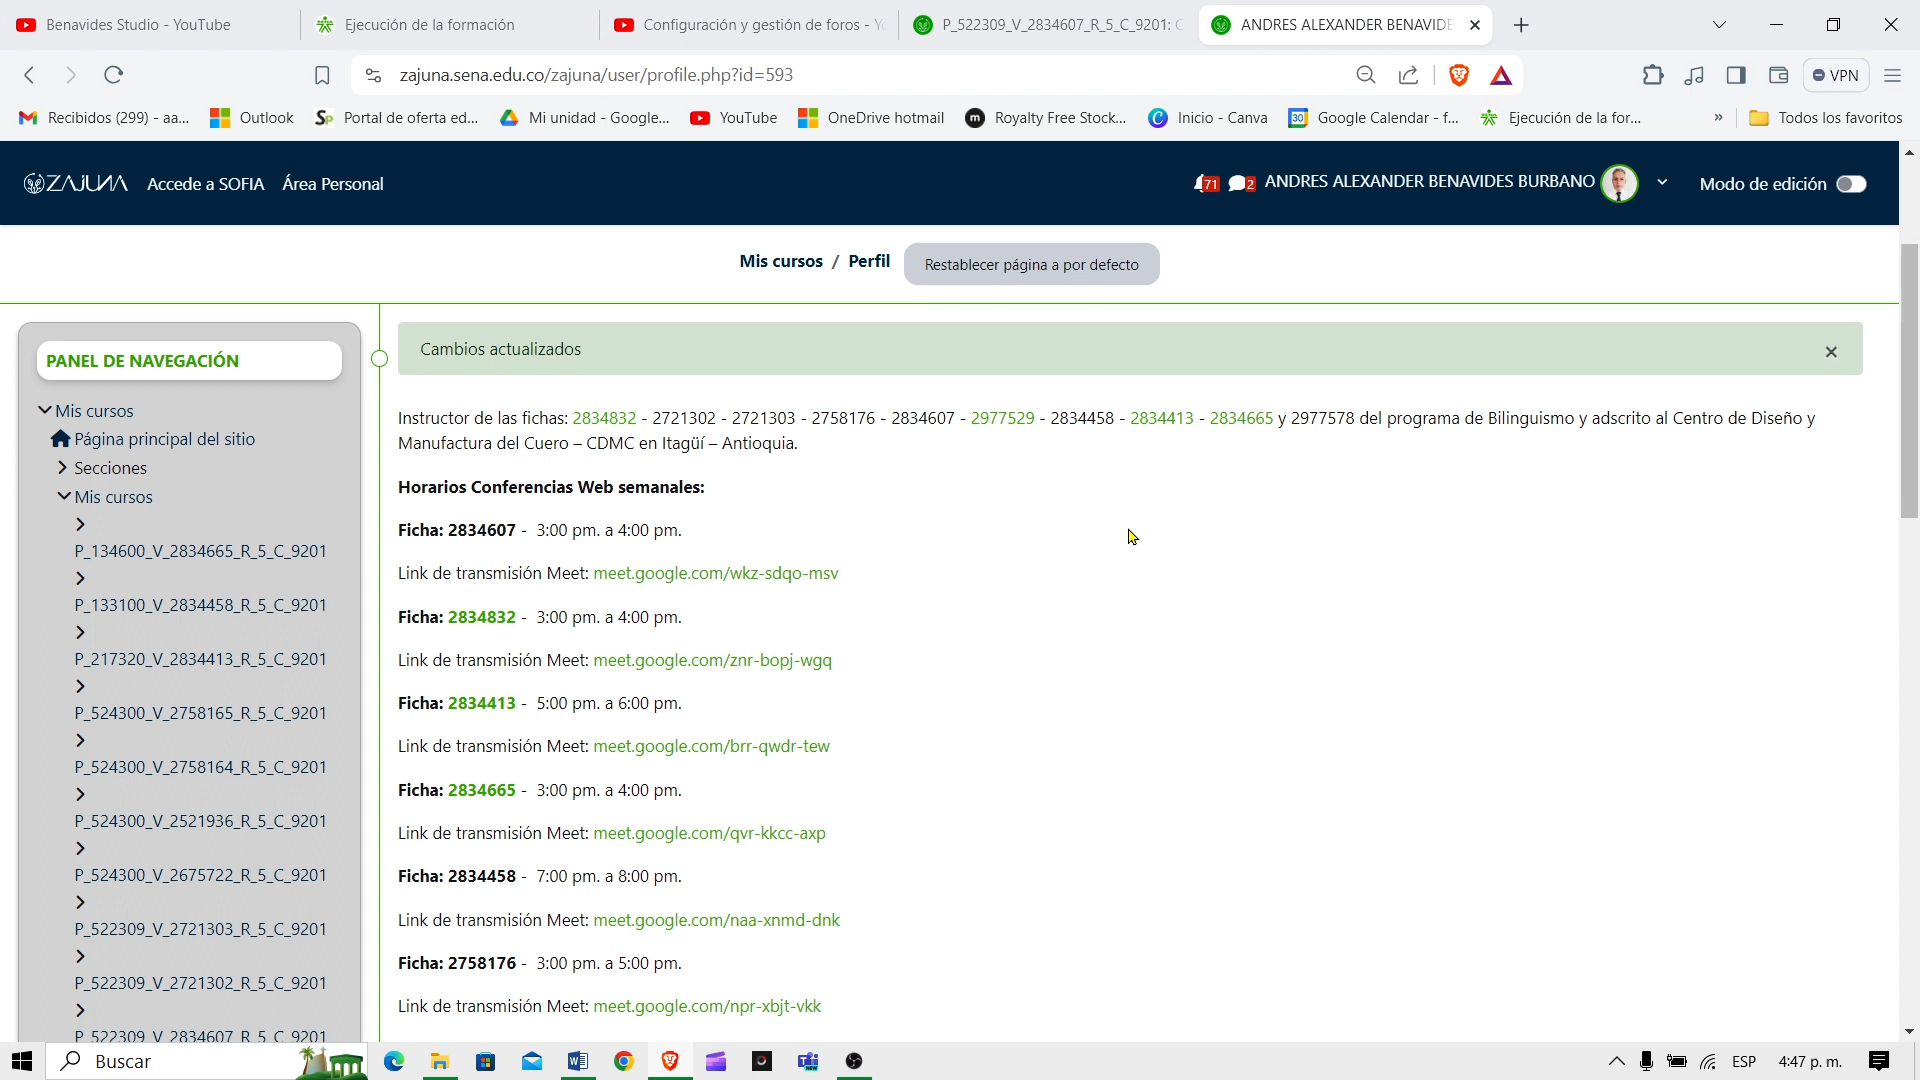 Benavides Studio - YouTube
Ejecución de la formación
Configuración y gestión de foros - Yo
P_522309_V_2834607_R_5_C_9201: C
ANDRES ALEXANDER BENAVIDE
zajuna.sena.edu.co/zajuna/user/profile.php?id=593
VPN
Recibidos (299) - aa...
Outlook
Portal de oferta ed...
Mi unidad - Google...
YouTube
OneDrive hotmail
Royalty Free Stock...
Inicio - Canva
Google Calendar - f...
Ejecución de la for...
»
Todos los favoritos
ZAJUNA
Accede a SOFIA
Área Personal
71
2
ANDRES ALEXANDER BENAVIDES BURBANO
Modo de edición
Mis cursos / Perfil
Restablecer página a por defecto
PANEL DE NAVEGACIÓN
Mis cursos
Página principal del sitio
Secciones
Mis cursos
P_134600_V_2834665_R_5_C_9201
P_133100_V_2834458_R_5_C_9201
P_217320_V_2834413_R_5_C_9201
P_524300_V_2758165_R_5_C_9201
P_524300_V_2758164_R_5_C_9201
P_524300_V_2521936_R_5_C_9201
P_524300_V_2675722_R_5_C_9201
P_522309_V_2721303_R_5_C_9201
P_522309_V_2721302_R_5_C_9201
P_522309_V_2834607_R_5_C_9201
Cambios actualizados
Instructor de las fichas: 2834832 - 2721302 - 2721303 - 2758176 - 2834607 - 2977529 - 2834458 - 2834413 - 2834665 y 2977578 del programa de Bilinguismo y adscrito al Centro de Diseño y
Manufactura del Cuero – CDMC en Itagüí – Antioquia.
Horarios Conferencias Web semanales:
Ficha: 2834607 - 3:00 pm. a 4:00 pm.
Link de transmisión Meet: meet.google.com/wkz-sdqo-msv
Ficha: 2834832 - 3:00 pm. a 4:00 pm.
Link de transmisión Meet: meet.google.com/znr-bopj-wgq
Ficha: 2834413 - 5:00 pm. a 6:00 pm.
Link de transmisión Meet: meet.google.com/brr-qwdr-tew
Ficha: 2834665 - 3:00 pm. a 4:00 pm.
Link de transmisión Meet: meet.google.com/qvr-kkcc-axp
Ficha: 2834458 - 7:00 pm. a 8:00 pm.
Link de transmisión Meet: meet.google.com/naa-xnmd-dnk
Ficha: 2758176 - 3:00 pm. a 5:00 pm.
Link de transmisión Meet: meet.google.com/npr-xbjt-vkk
Buscar
ESP
4:47 p. m.